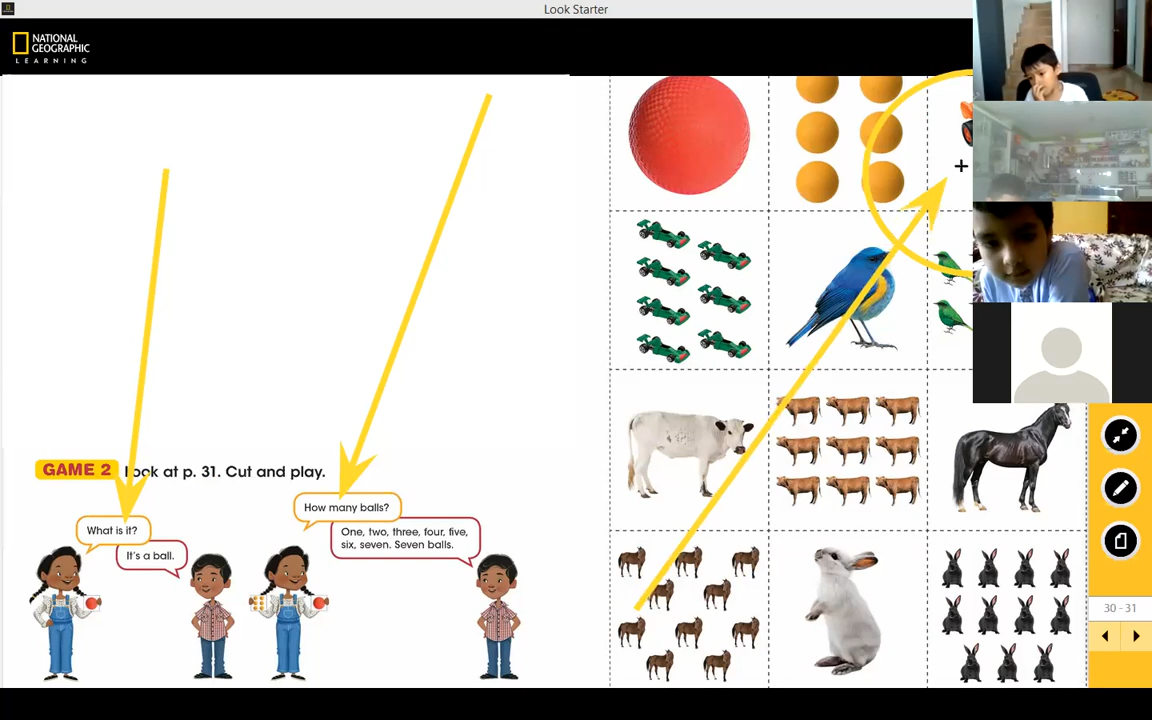 Look Starter
NATIONAL
GEOGRAPHIC
LEARNING
GAME 2 Look at p. 31. Cut and play.
What is it?
It's a ball.
How many balls?
One, two, three, four, five,
six, seven. Seven balls.
+
30 - 31